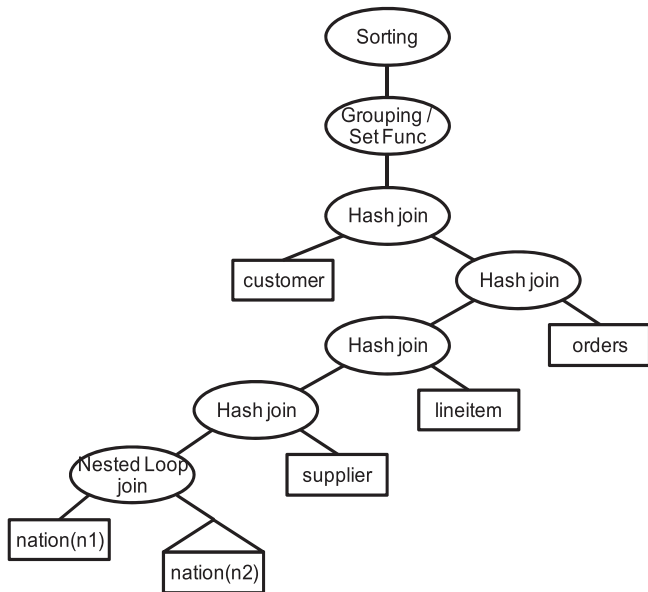 Sorting
Grouping /
Set Func
Hash join
customer
Hash join
Hash join
orders
Hash join
lineitem
Nested Loop
join
supplier
nation(n1)
nation(n2)